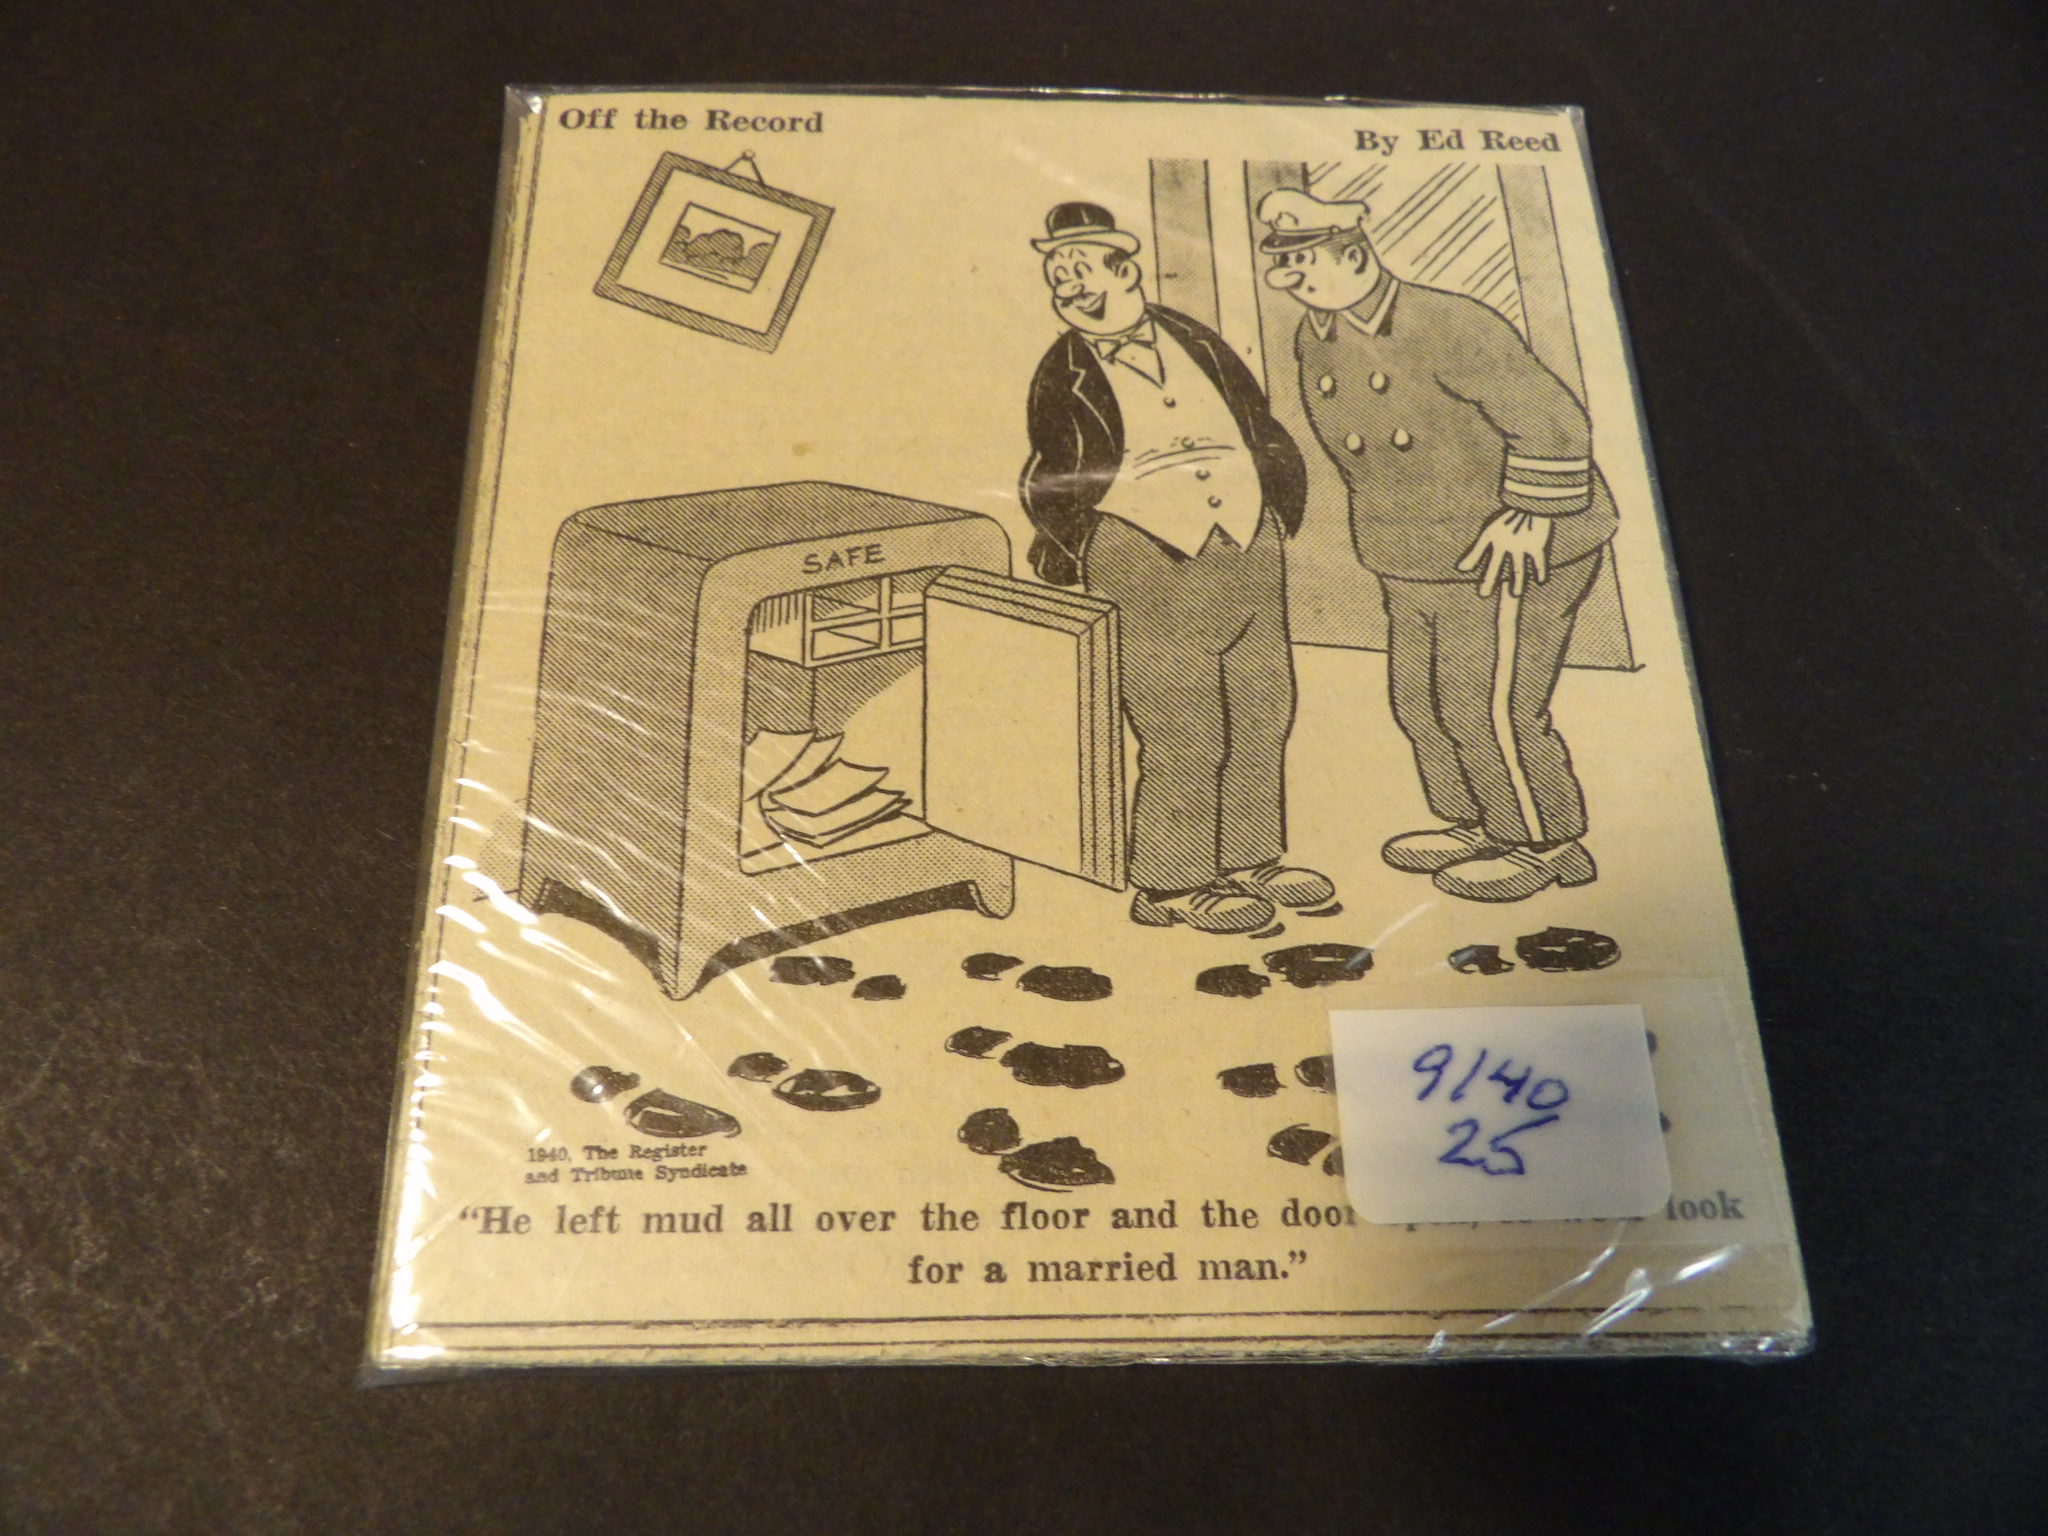 Off the Record
By Ed Reed
SAFE
1940, The Register
and Tribune Syndicate
9/40
25
"He left mud all over the floor and the door look
for a married man."